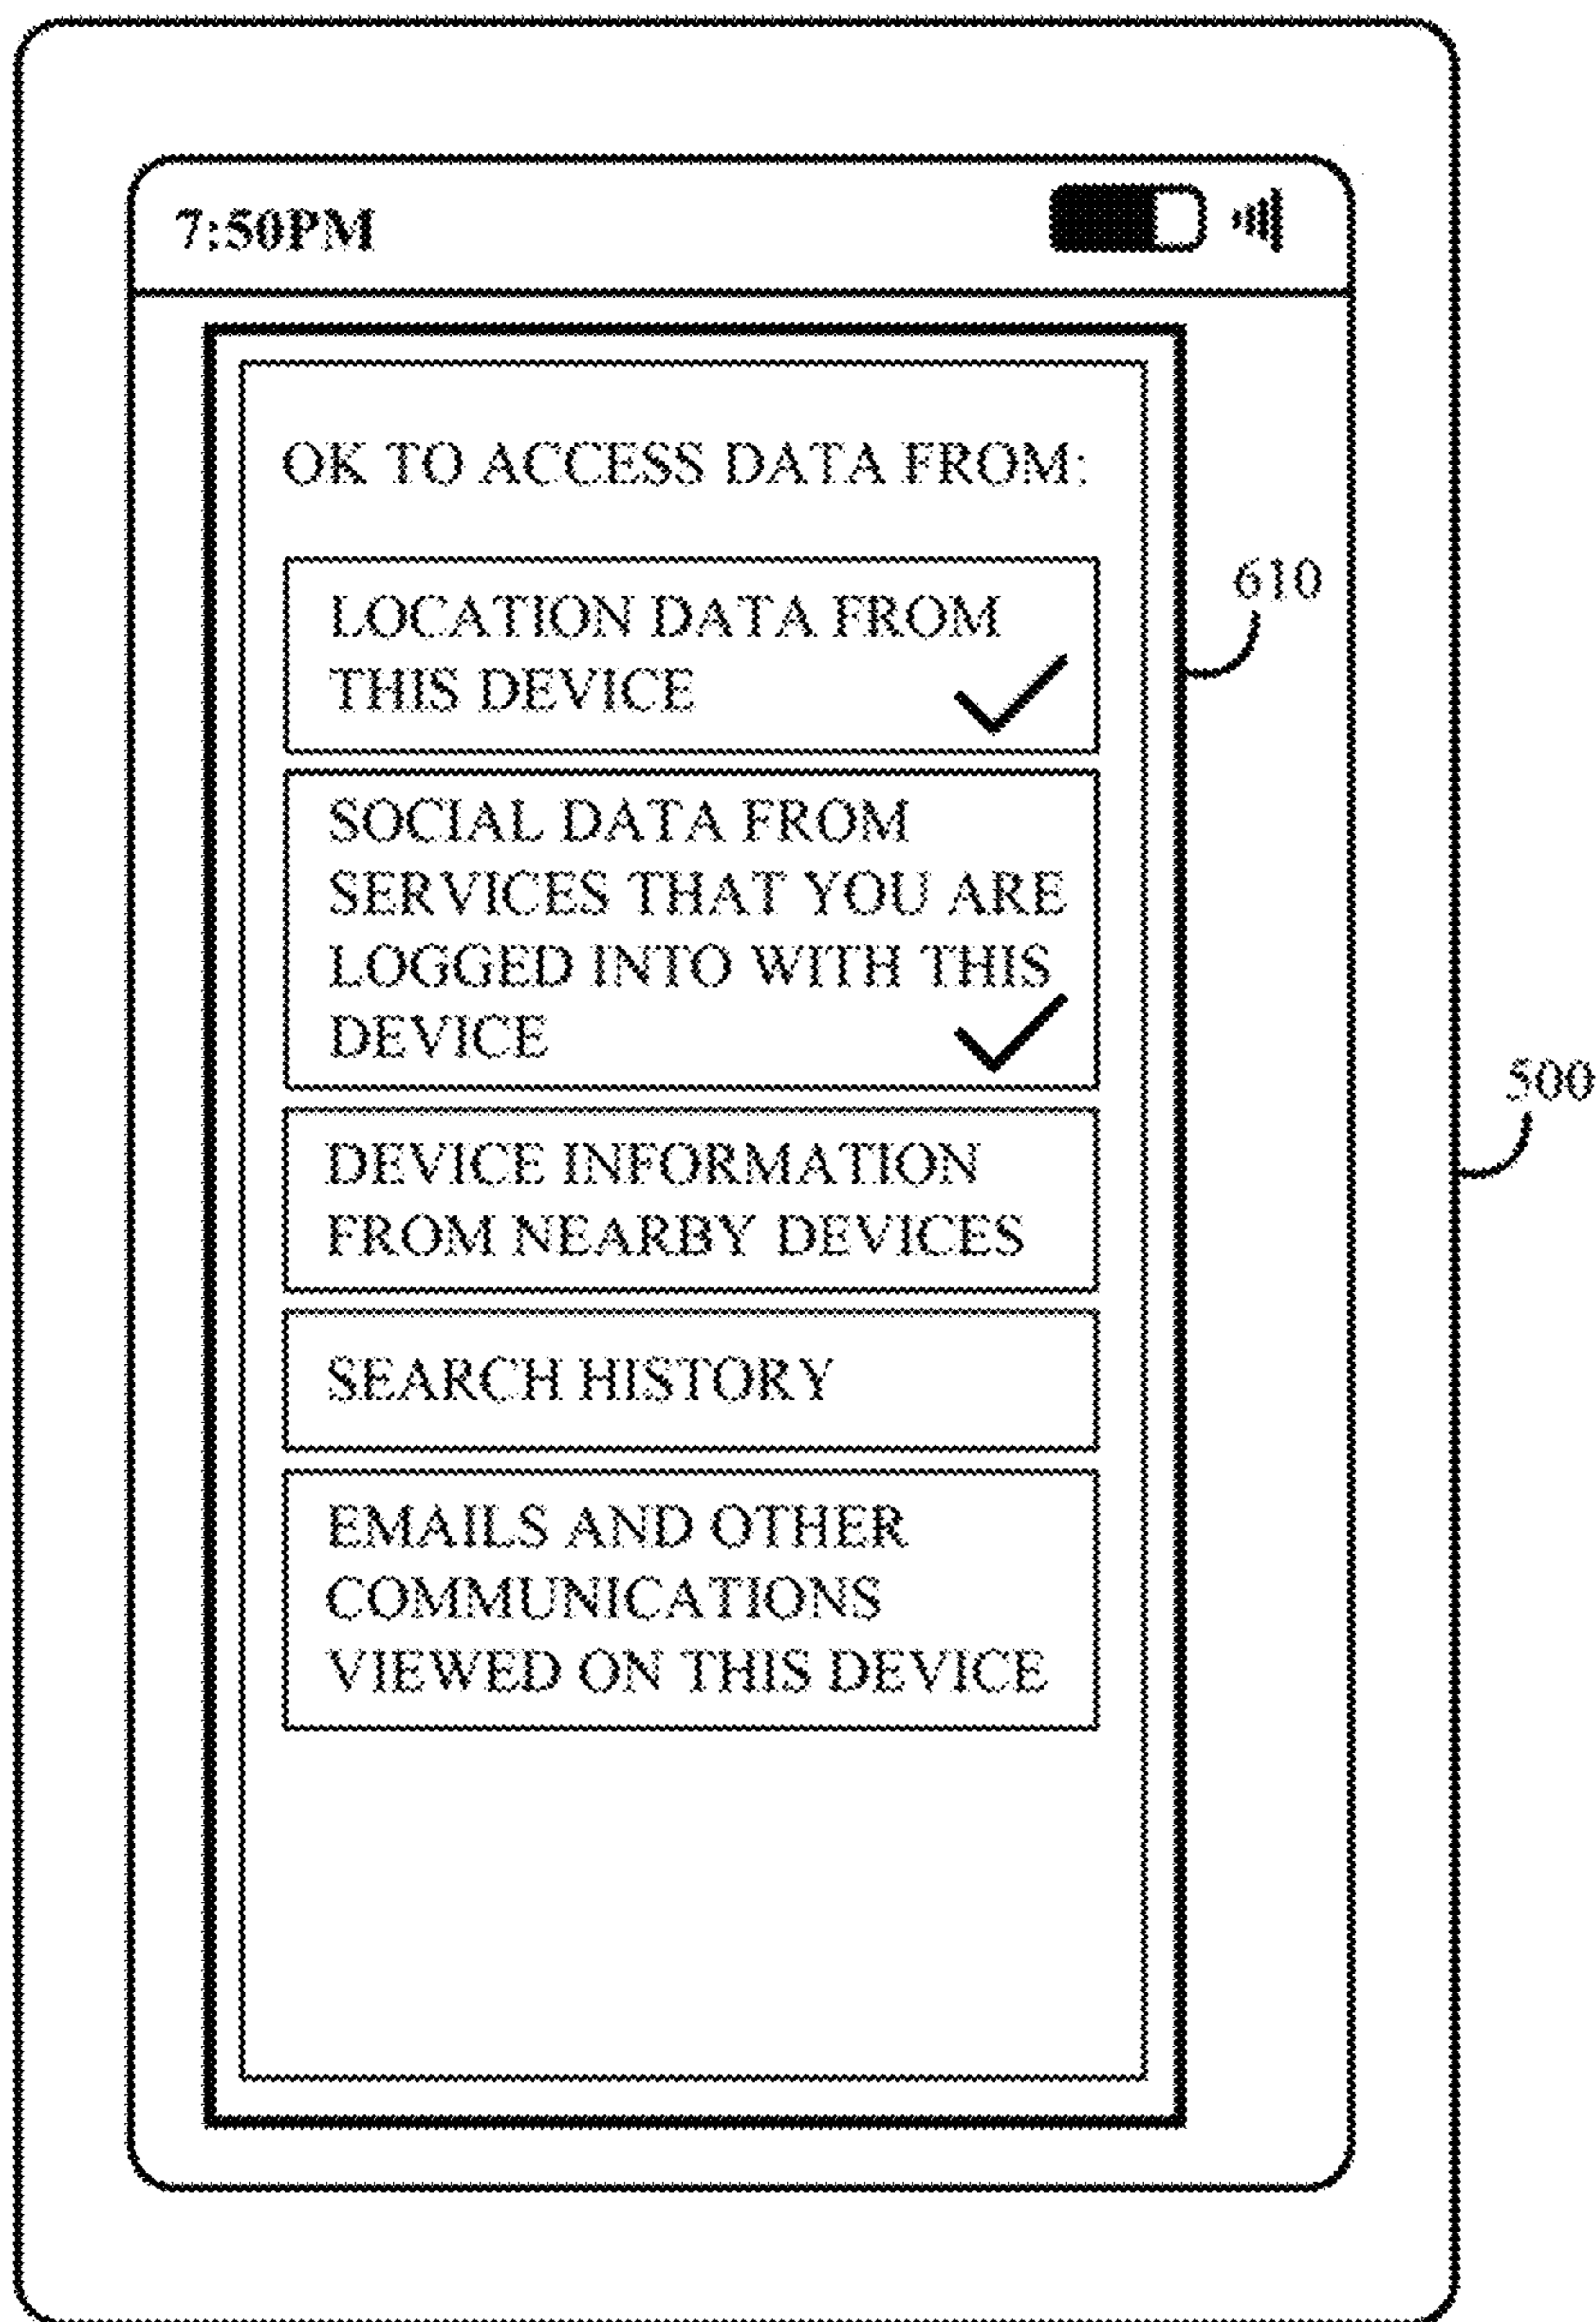 7:50PM
OK TO ACCESS DATA FROM:
LOCATION DATA FROM
THIS DEVICE
610
SOCIAL DATA FROM
SERVICES THAT YOU ARE
LOGGED INTO WITH THIS
DEVICE
500
DEVICE INFORMATION
FROM NEARBY DEVICES
SEARCH HISTORY
EMAILS AND OTHER
COMMUNICATIONS
VIEWED ON THIS DEVICE